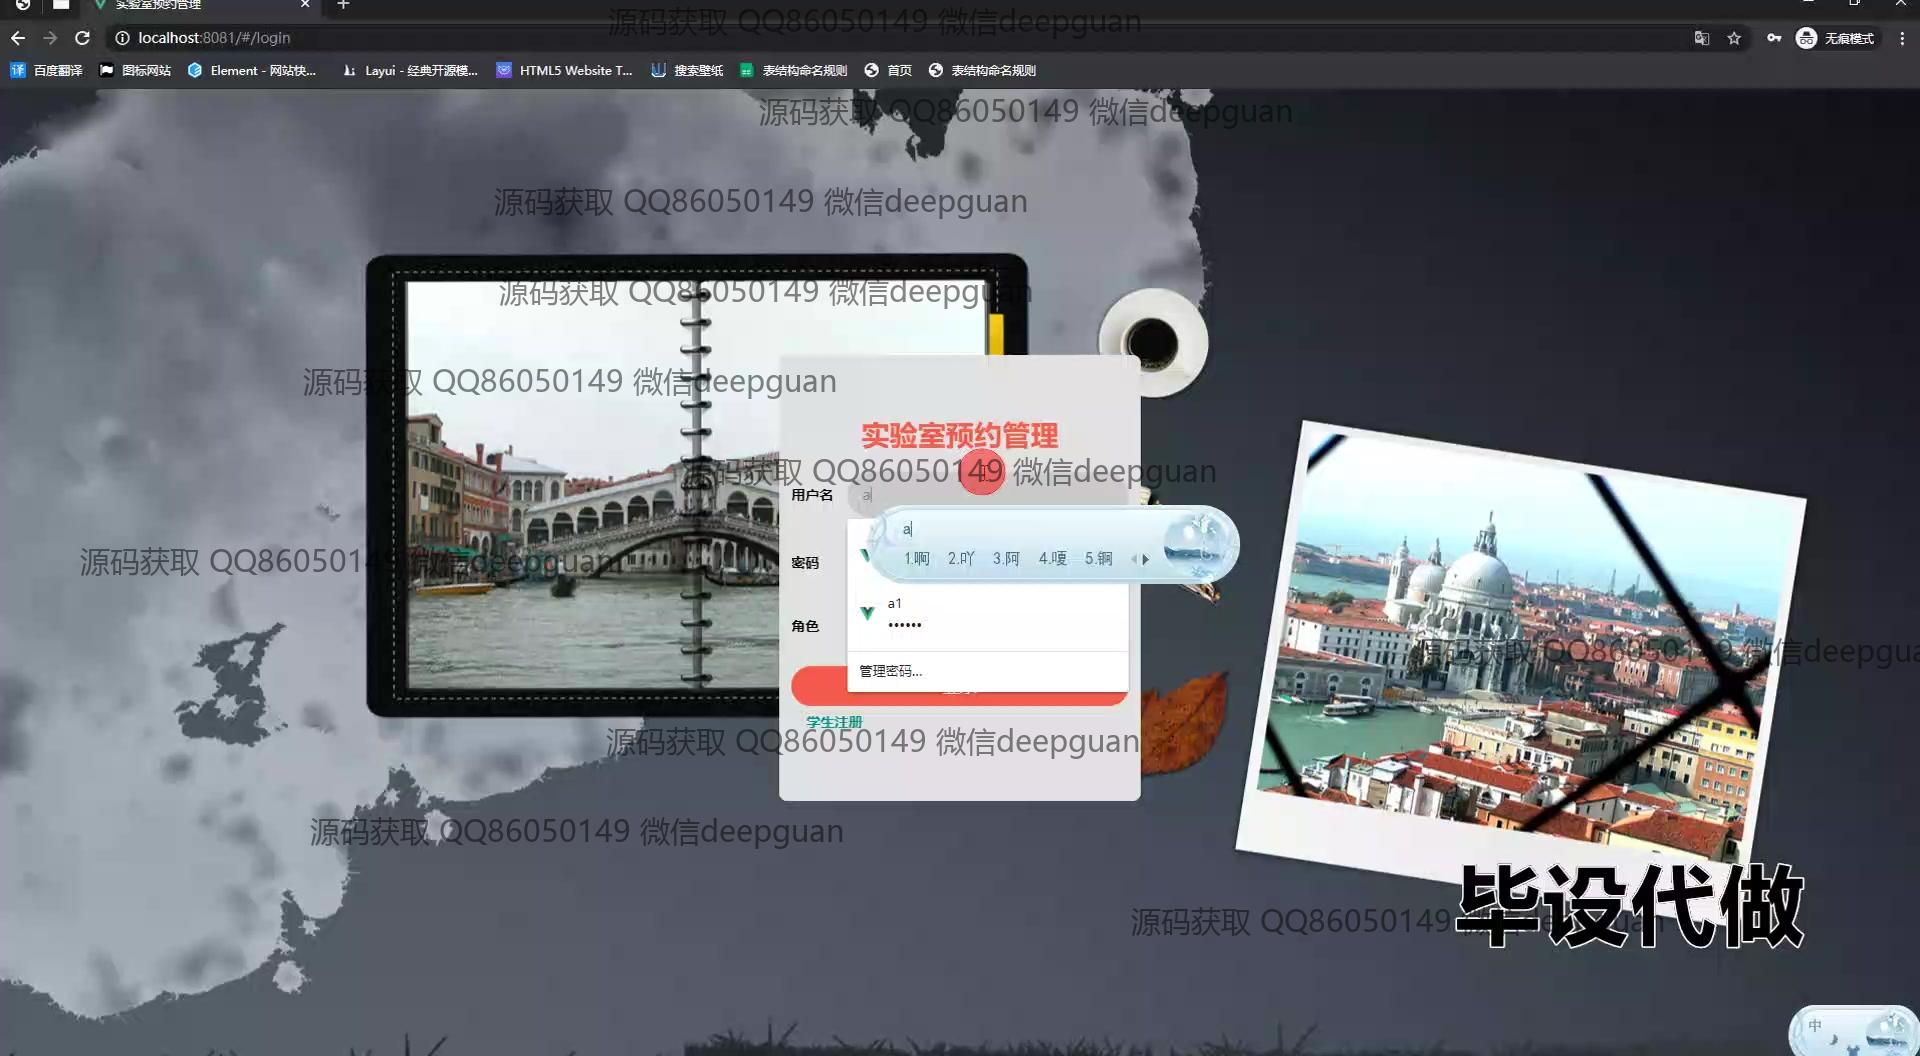 实验室预约管理
源码获取 QQ86050149 微信deepguan
localhost:8081/#/login
无痕模式
百度翻译
图标网站
Element - 网站快...
Layui - 经典开源模...
HTML5 Website T...
搜索壁纸
表结构命名规则
首页
表结构命名规则
源码获取 QQ86050149 微信deepguan
源码获取 QQ86050149 微信deepguan
源码获取 QQ86050149 微信deepguan
源码获取 QQ86050149 微信deepguan
实验室预约管理
源码获取 QQ86050149 微信deepguan
用户名 a
a
1.啊 2.吖 3.阿 4.嗄 5.锕
源码获取 QQ86050149 微信deepguan
密码
a1
••••••
角色
源码获取 QQ86050149 微信deepgua
管理密码...
学生注册
源码获取 QQ86050149 微信deepguan
源码获取 QQ86050149 微信deepguan
毕设代做
源码获取 QQ86050149
中